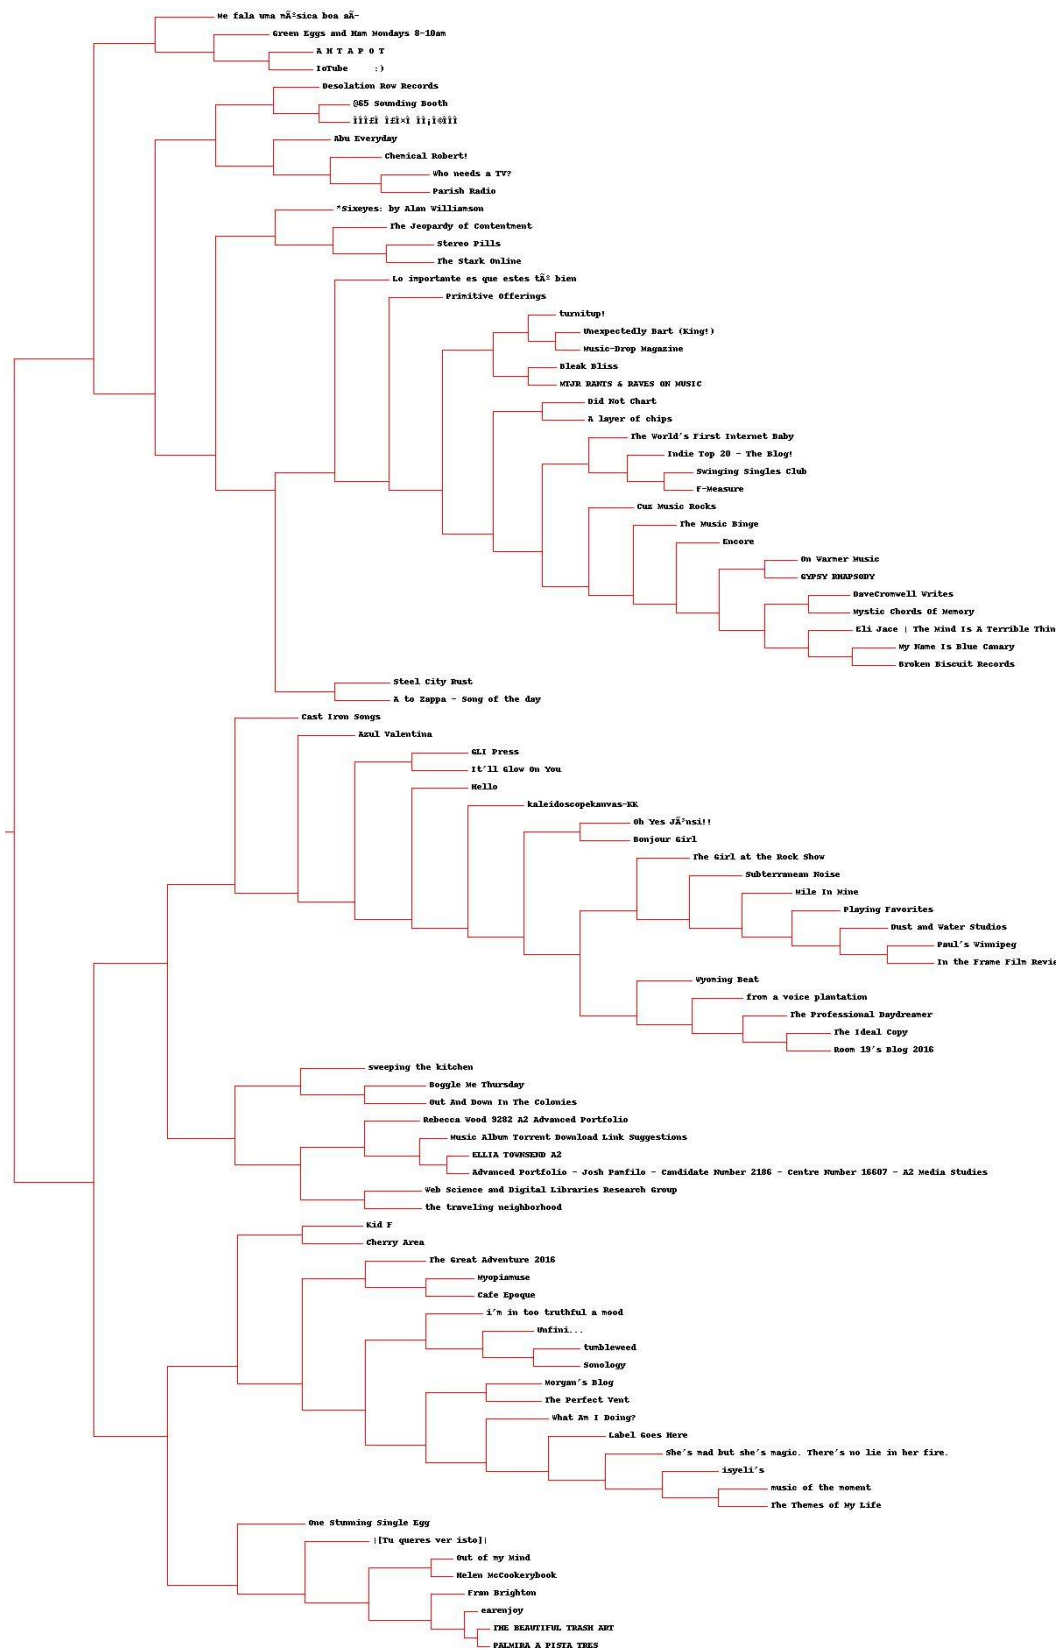 Me fala uma mÃºsica boa aÃ­
Green Eggs and Ham Mondays 8-10am
A H T A P O T
IoTube :)
Desolation Row Records
@65 Sounding Booth
Abu Everyday
Chemical Robert!
Who needs a TV?
Parish Radio
*Sixeyes: by Alan Williamson
The Jeopardy of Contentment
Stereo Pills
The Stark Online
Lo importante es que estes tÃº bien
Primitive Offerings
turnitup!
Unexpectedly Bart (King!)
Music-Drop Magazine
Bleak Bliss
MTJR RANTS & RAVES ON MUSIC
Did Not Chart
A layer of chips
The World's First Internet Baby
Indie Top 20 - The Blog!
Swinging Singles Club
F-Measure
Cuz Music Rocks
The Music Binge
Encore
On Warmer Music
GYPSY RHAPSODY
DaveCromwell Writes
Mystic Chords Of Memory
Eli Jace | The Mind Is A Terrible Thin
My Name Is Blue Canary
Broken Biscuit Records
Steel City Rust
A to Zappa - Song of the day
Cast Iron Songs
Azul Valentina
GLI Press
It'll Glow On You
Hello
kaleidoscopekanvas-KK
Oh Yes JÃ³nsi!!
Bonjour Girl
The Girl at the Rock Show
Subterranean Noise
Mile In Mine
Playing Favorites
Dust and Water Studios
Paul's Winnipeg
In the Frame Film Revie
Wyoming Beat
from a voice plantation
The Professional Daydreamer
The Ideal Copy
Room 19's Blog 2016
sweeping the kitchen
Boggle Me Thursday
Out And Down In The Colonies
Rebecca Wood 9282 A2 Advanced Portfolio
Music Album Torrent Download Link Suggestions
ELLIA TOWNSEND A2
Advanced Portfolio - Josh Panfilo - Candidate Number 2186 - Centre Number 16607 - A2 Media Studies
Web Science and Digital Libraries Research Group
the traveling neighborhood
Kid F
Cherry Area
The Great Adventure 2016
Myopiamuse
Cafe Epoque
i'm in too truthful a mood
Unfini...
tumbleweed
Sonology
Morgan's Blog
The Perfect Vent
What Am I Doing?
Label Goes Here
She's mad but she's magic. There's no lie in her fire.
isyeli's
music of the moment
The Themes of My Life
One Stunning Single Egg
|[Tu queres ver isto]|
Out of my Mind
Helen McCookerybook
Fran Brighton
earenjoy
THE BEAUTIFUL TRASH ART
PALMIRA A PISTA TRES